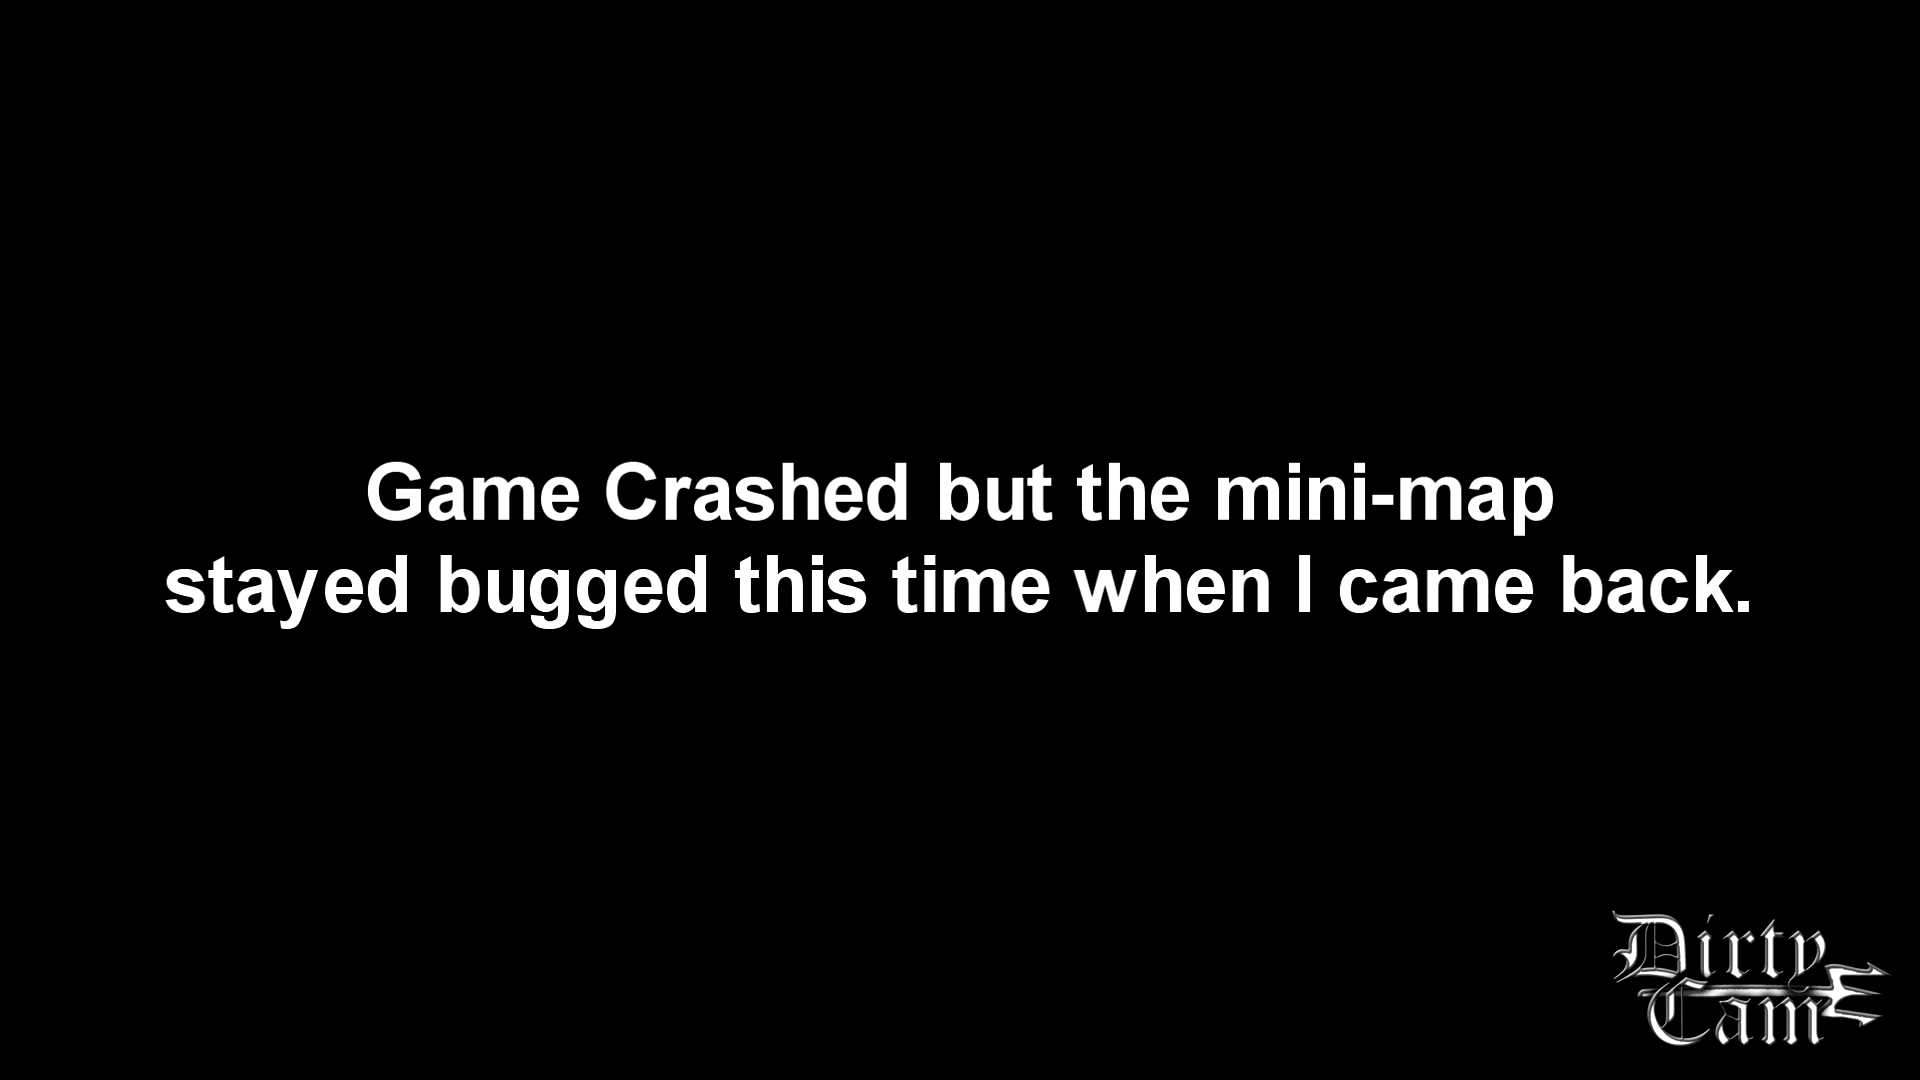 Game Crashed but the mini-map
stayed bugged this time when I came back.
Dirty
Cam